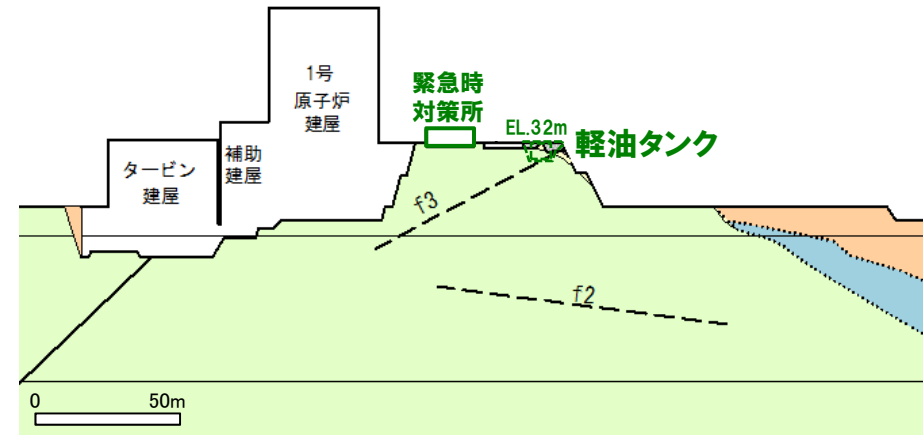 1号
原子炉
建屋
緊急時
対策所
EL.32m
軽油タンク
補助
建屋
タービン
建屋
f3
f2
0
50m